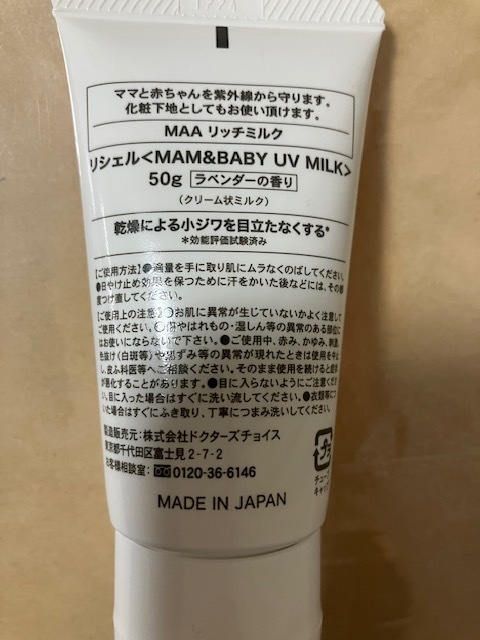 ママと赤ちゃんを紫外線から守ります。
化粧下地としてもお使い頂けます。
MAA リッチミルク
リシェル<MAM&BABY UV MILK>
50g ラベンダーの香り
(クリーム状ミルク)
乾燥による小ジワを目立たなくする*
*効能評価試験済み
【ご使用方法】●適量を手に取り肌にムラなくのばしてください。
●日やけ止め効果を保つために汗をかいた後などには、その都
度つけ直してください。
【ご使用上の注意】●お肌に異常が生じていないかよく注意して
ご使用ください。●傷やはれもの・湿しん等の異常のある部位に
はお使いにならないで下さい。●ご使用中、赤み、かゆみ、刺激、
色抜け(白斑等)や黒ずみ等の異常が現れたときは使用を中
止し、皮ふ科医等へご相談ください。そのまま使用を続けると症状
が悪化することがあります。●目に入らないようにご注意くださ
い。目に入った場合はすぐに洗い流してください。●衣類等につ
いた場合はすぐにふき取り、丁寧につまみ洗いしてください。
製造販売元:株式会社ドクターズチョイス
東京都千代田区富士見2-7-2
お客様相談室:0120-36-6146
プラ
チューブ
キャップ
MADE IN JAPAN